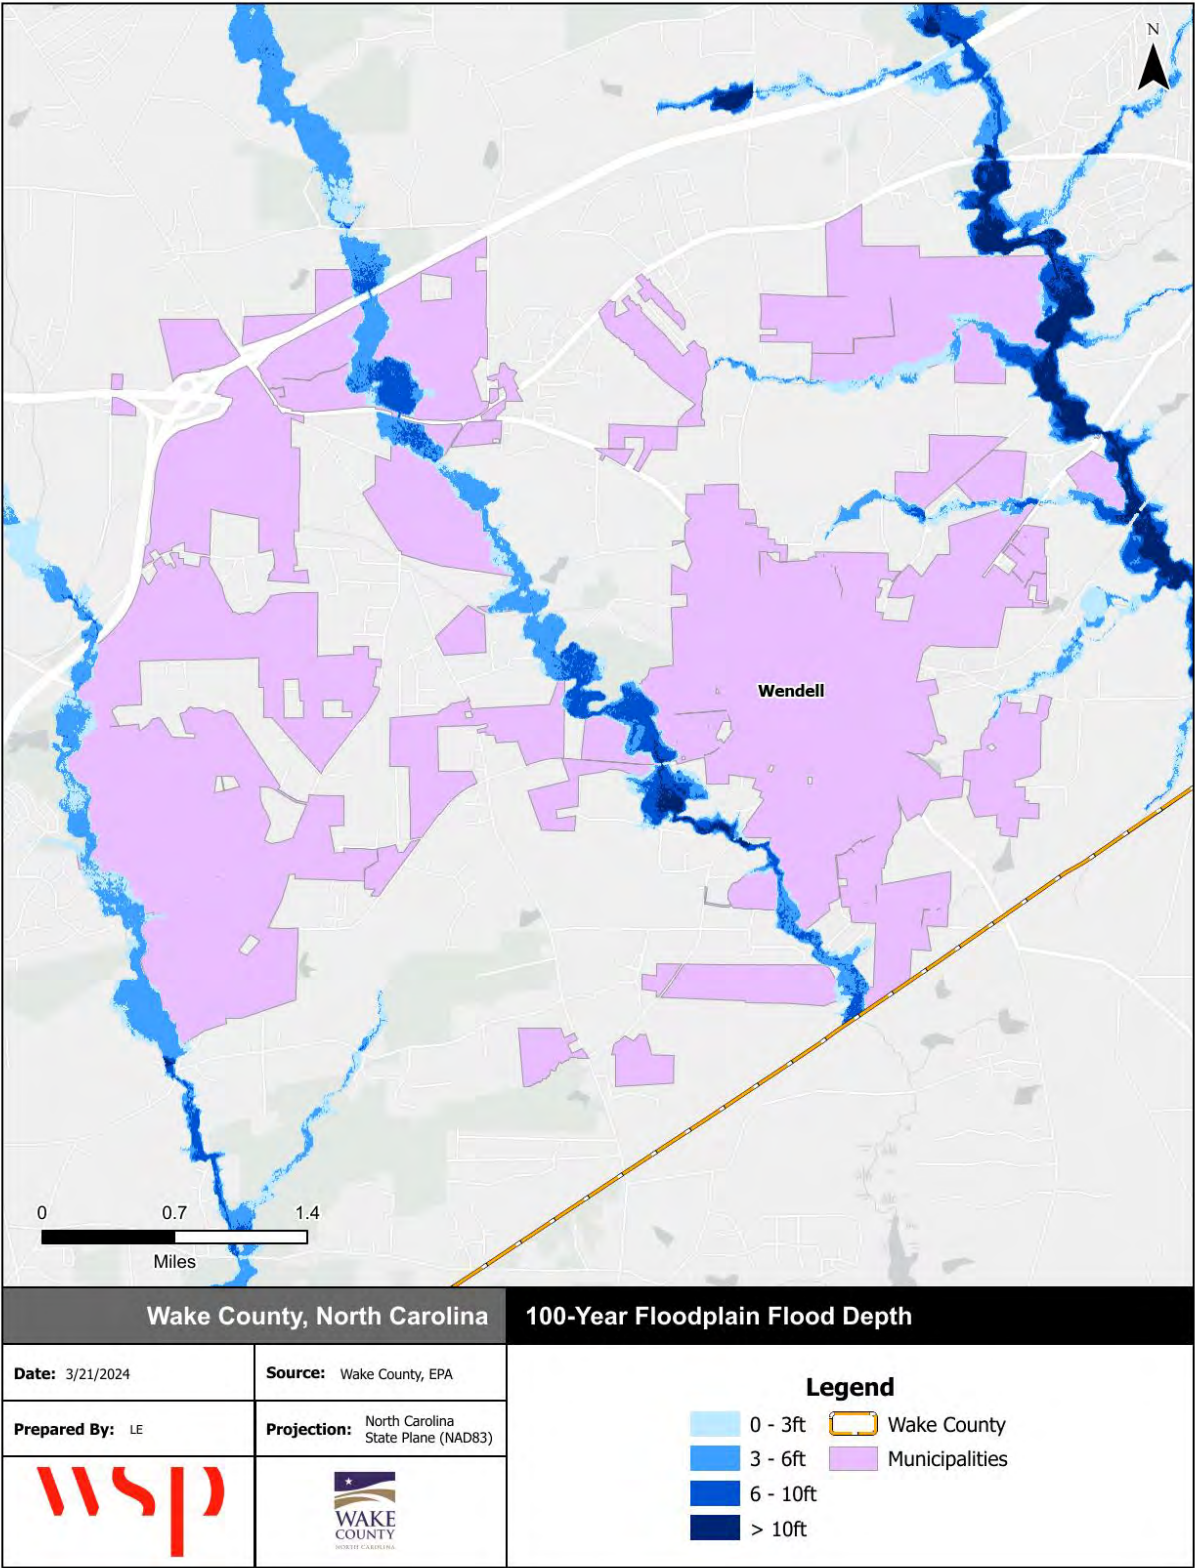 N
Wendell
0 0.7 1.4
Miles
Wake County, North Carolina
100-Year Floodplain Flood Depth
Date: 3/21/2024
Source: Wake County, EPA
Prepared By: LE
Projection: North Carolina
State Plane (NAD83)
wsp
WAKE
COUNTY
NORTH CAROLINA
Legend
0 - 3ft
Wake County
3 - 6ft
Municipalities
6 - 10ft
> 10ft